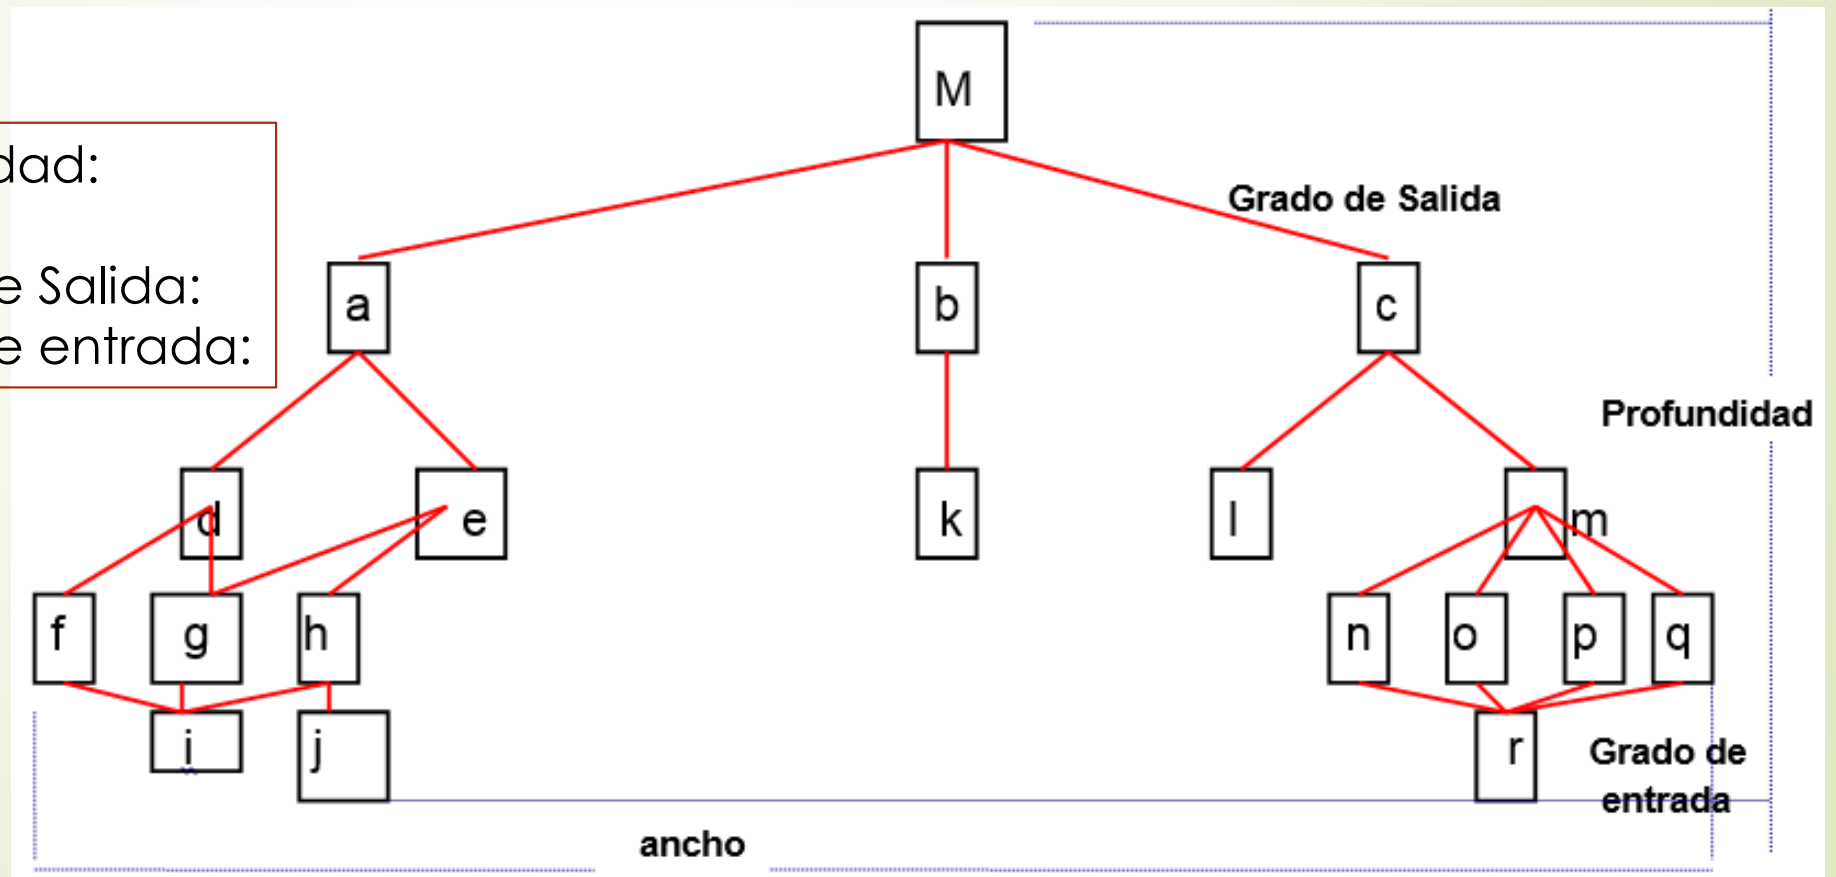 M
dad:
Grado de Salida
e Salida:
a
b
c
e entrada:
Profundidad
d
e
k
l
m
f
g
h
n
o
p
q
i
j
r
Grado de
entrada
ancho